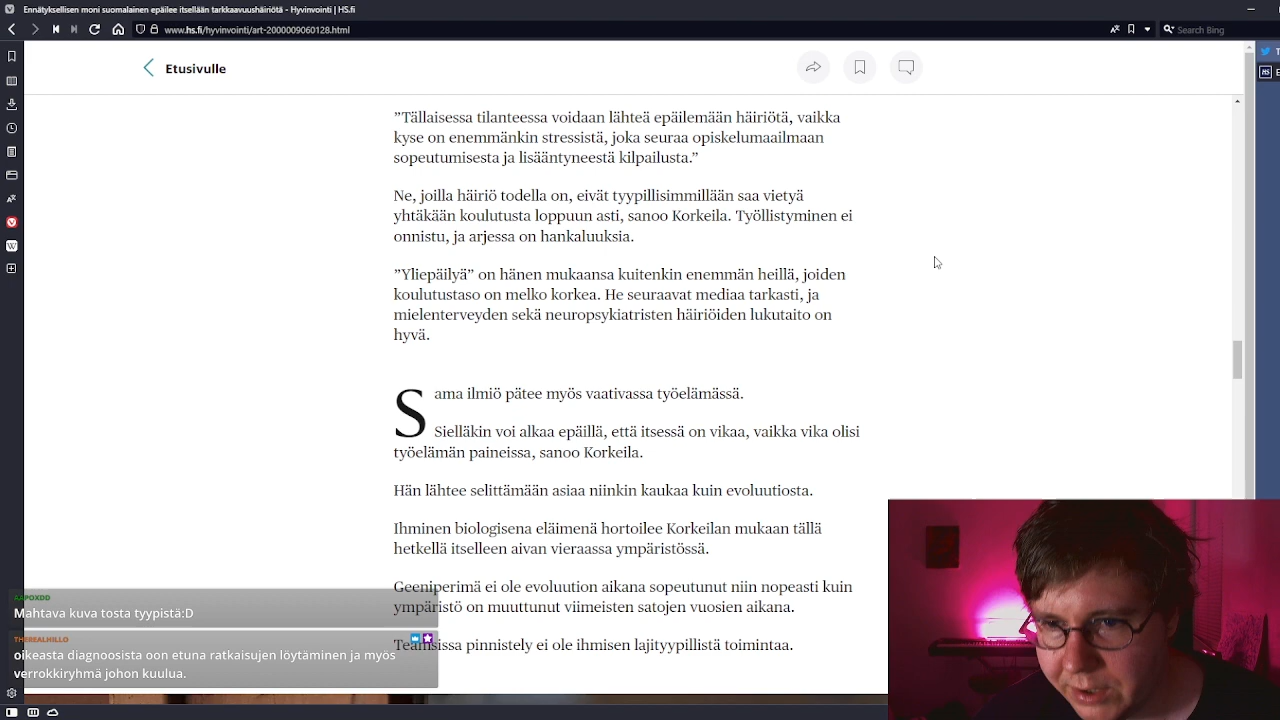 Ennätyksellisen moni suomalainen epäilee itsellään tarkkaavuushäiriötä - Hyvinvointi | HS.fi
www.hs.fi/hyvinvointi/art-2000009060128.html
Search Bing
Etusivulle
”Tällaisessa tilanteessa voidaan lähteä epäilemään häiriötä, vaikka
kyse on enemmänkin stressistä, joka seuraa opiskelumaailmaan
sopeutumisesta ja lisääntyneestä kilpailusta.”
Ne, joilla häiriö todella on, eivät tyypillisimmillään saa vietyä
yhtäkään koulutusta loppuun asti, sanoo Korkeila. Työllistyminen ei
onnistu, ja arjessa on hankaluuksia.
”Yliepäilyä” on hänen mukaansa kuitenkin enemmän heillä, joiden
koulutustaso on melko korkea. He seuraavat mediaa tarkasti, ja
mielenterveyden sekä neuropsykiatristen häiriöiden lukutaito on
hyvä.
Sama ilmiö pätee myös vaativassa työelämässä.
Sielläkin voi alkaa epäillä, että itsessä on vikaa, vaikka vika olisi
työelämän paineissa, sanoo Korkeila.
Hän lähtee selittämään asiaa niinkin kaukaa kuin evoluutiosta.
Ihminen biologisena eläimenä hortoilee Korkeilan mukaan tällä
hetkellä itselleen aivan vieraassa ympäristössä.
Geeniperimä ei ole evoluution aikana sopeutunut niin nopeasti kuin
ympäristö on muuttunut viimeisten satojen vuosien aikana.
Teamsissa pinnistely ei ole ihmisen lajityypillistä toimintaa.
Mahtava kuva tosta tyypistä:D
THEREALHILLO
oikeasta diagnoosista oon etuna ratkaisujen löytäminen ja myös
verrokkiryhmä johon kuulua.
HS